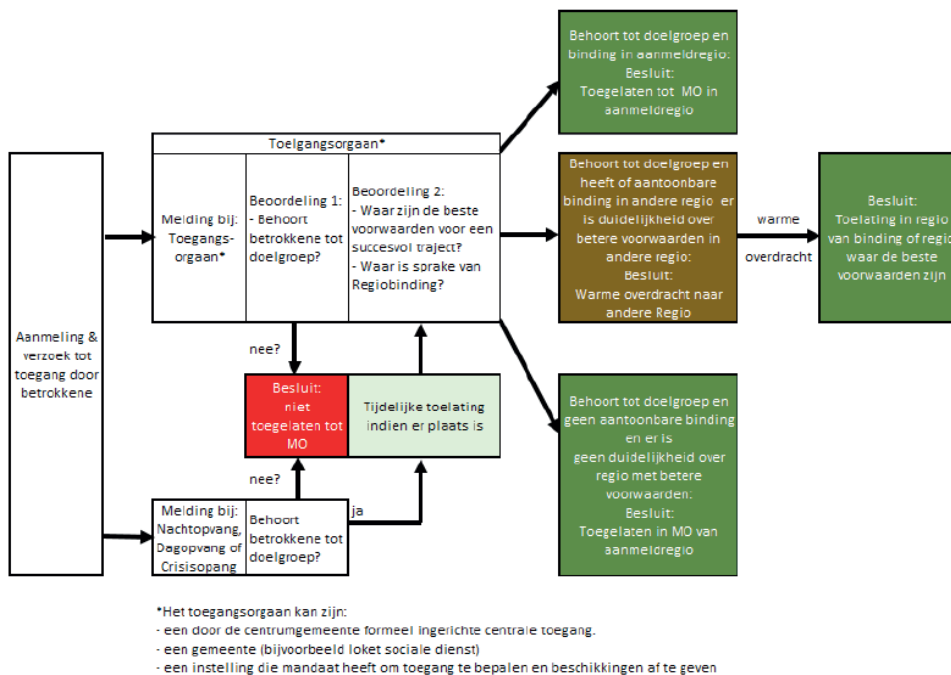 Aanmeling &
verzoek tot
toegang door
betrokkene
Toelgangsorgaan*
Melding bij:
Toegangs-
orgaan*
Beoordeling 1:
- Behoort
betrokkene tot
doelgroep?
Beoordeling 2:
- Waar zijn de beste
voorwaarden voor een
succesvol traject?
- Waar is sprake van
Regiobinding?
nee?
Besluit:
niet
toegelaten tot
MO
Tijdelijke toelating
indien er plaats is
nee?
Melding bij:
Nachtopvang,
Dagopvang of
Crisisopang
Behoort
betrokkene tot
doelgroep?
ja
Behoort tot doelgroep en
binding in aanmeldregio:
Besluit:
Toegelaten tot MO in
aanmeldregio
Behoort tot doelgroep en
heeft of aantoonbare
binding in andere regio er
is duidelijkheid over
betere voorwaarden in
andere regio:
Besluit:
Warme overdracht naar
andere Regio
warme
overdracht
Besluit:
Toelating in regio
van binding of regio
waar de beste
voorwaarden zijn
Behoort tot doelgroep en
geen aantoonbare binding
en er is
geen duidelijkheid over
regio met betere
voorwaarden:
Besluit:
Toegelaten in MO van
aanmeldregio
*Het toegangsorgaan kan zijn:
- een door de centrumgemeente formeel ingerichte centrale toegang.
- een gemeente (bijvoorbeeld loket sociale dienst)
- een instelling die mandaat heeft om toegang te bepalen en beschikkingen af te geven